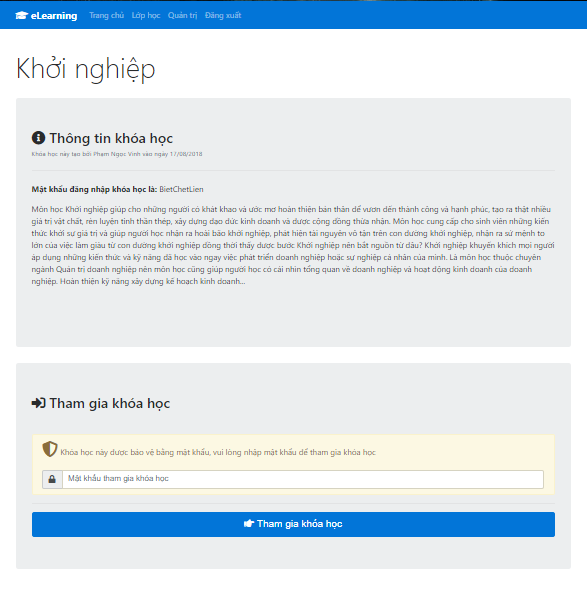 eLearning Trang chủ Lớp học Quản trị Đăng xuất
Khởi nghiệp
Thông tin khóa học
Khóa học này tạo bởi Phạm Ngọc Vinh vào ngày 17/08/2018
Mật khẩu đăng nhập khóa học là: BietChetLien
Môn học Khởi nghiệp giúp cho những người có khát khao và ước mơ hoàn thiện bản thân để vươn đến thành công và hạnh phúc, tạo ra thật nhiều
giá trị vật chất, rèn luyện tinh thần thép, xây dựng đạo đức kinh doanh và được cộng đồng thừa nhận. Môn học cung cấp cho sinh viên những kiến
thức khởi sự giá trị và giúp người học nhận ra hoài bão khởi nghiệp, phát hiện tài nguyên vô tận trên con đường khởi nghiệp, nhận ra sứ mệnh to
lớn của việc làm giàu từ con đường khởi nghiệp đồng thời thấy được bước Khởi nghiệp nên bắt nguồn từ đâu? Khởi nghiệp khuyến khích mọi người
áp dụng những kiến thức và kỹ năng đã học vào ngay việc phát triển doanh nghiệp hoặc sự nghiệp cá nhân của mình. Là môn học thuộc chuyên
ngành Quản trị doanh nghiệp nên môn học cũng giúp người học có cái nhìn tổng quan về doanh nghiệp và hoạt động kinh doanh của doanh
nghiệp. Hoàn thiện kỹ năng xây dựng kế hoạch kinh doanh...
Tham gia khóa học
Khóa học này được bảo vệ bằng mật khẩu, vui lòng nhập mật khẩu để tham gia khóa học
Mật khẩu tham gia khóa học
Tham gia khóa học